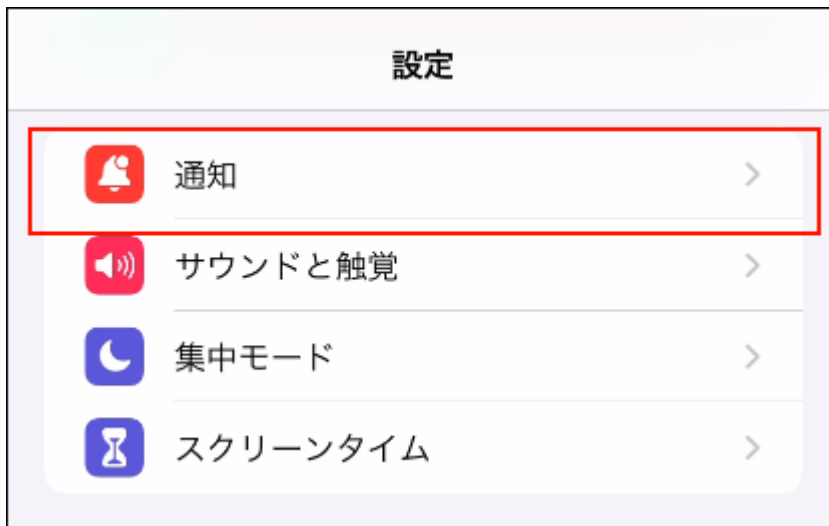 設定
通知
サウンドと触覚
集中モード
スクリーンタイム